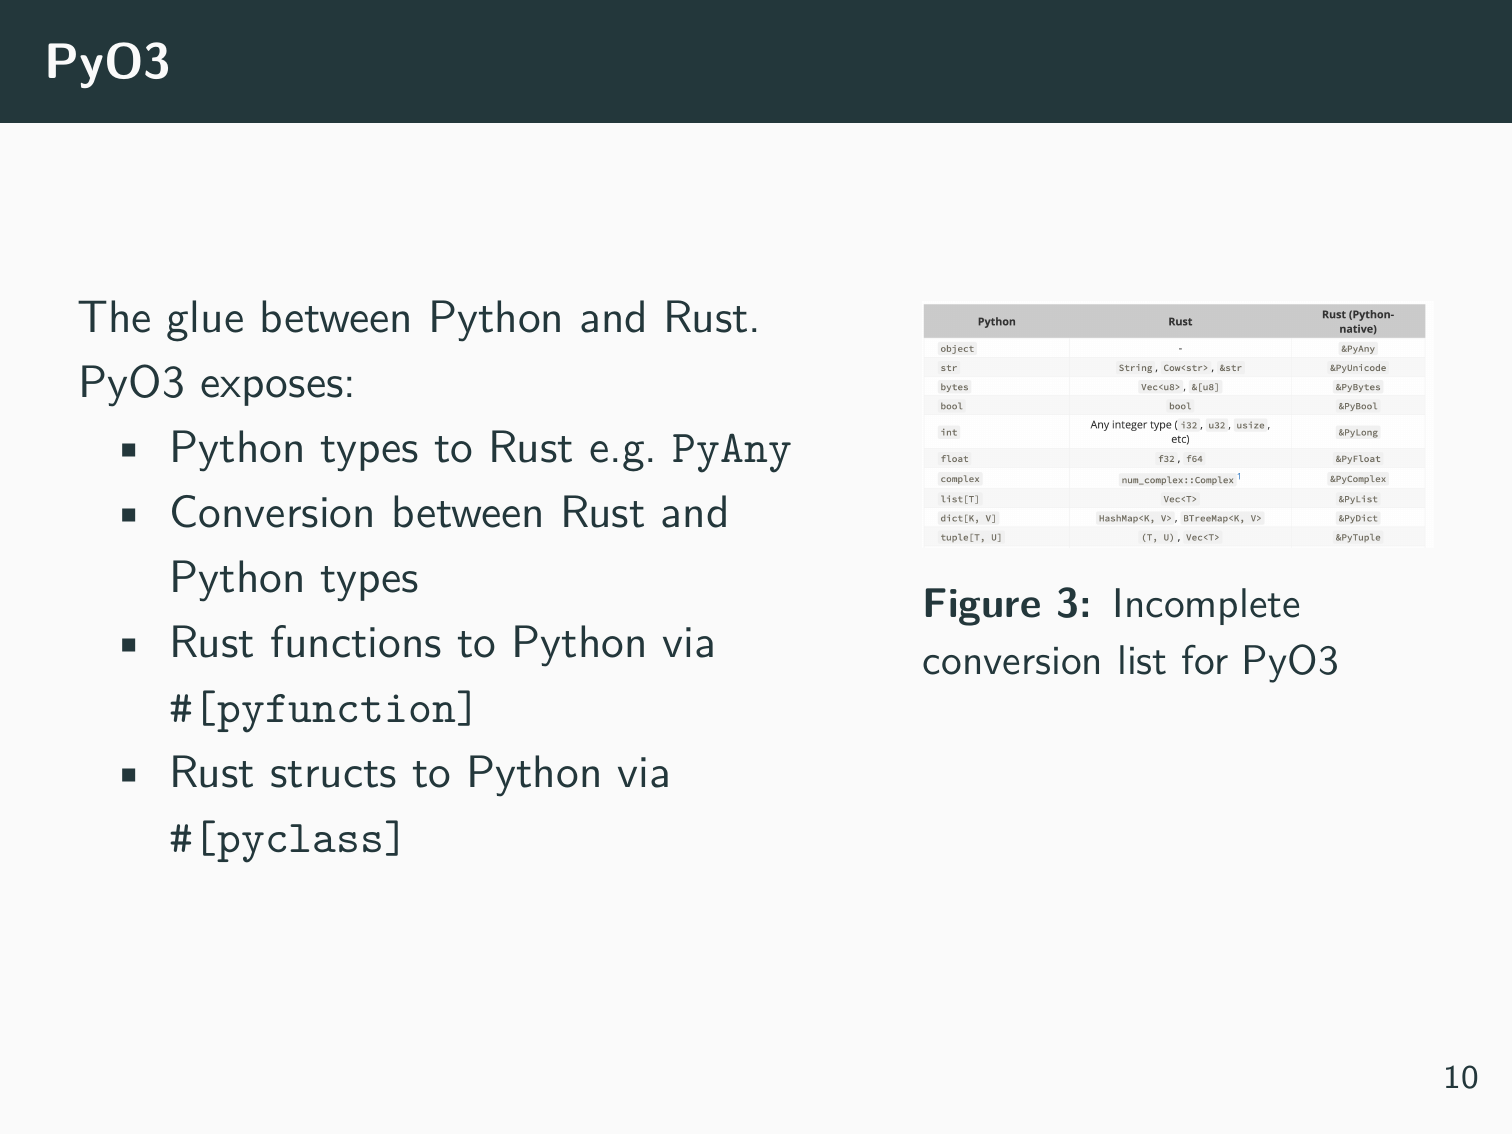 PyO3
The glue between Python and Rust.
PyO3 exposes:
▪ Python types to Rust e.g. PyAny
▪ Conversion between Rust and
Python types
▪ Rust functions to Python via
#[pyfunction]
▪ Rust structs to Python via
#[pyclass]
Python Rust Rust (Python-
native)
object - &PyAny
str String, Cow<str>, &str &PyUnicode
bytes Vec<u8>, &[u8] &PyBytes
bool bool &PyBool
int Any integer type (i32, u32, usize, &PyLong
etc)
float f32, f64 &PyFloat
complex num_complex::Complex¹ &PyComplex
list[T] Vec<T> &PyList
dict[K, V] HashMap<K, V>, BTreeMap<K, V> &PyDict
tuple[T, U] (T, U), Vec<T> &PyTuple
Figure 3: Incomplete
conversion list for PyO3
10